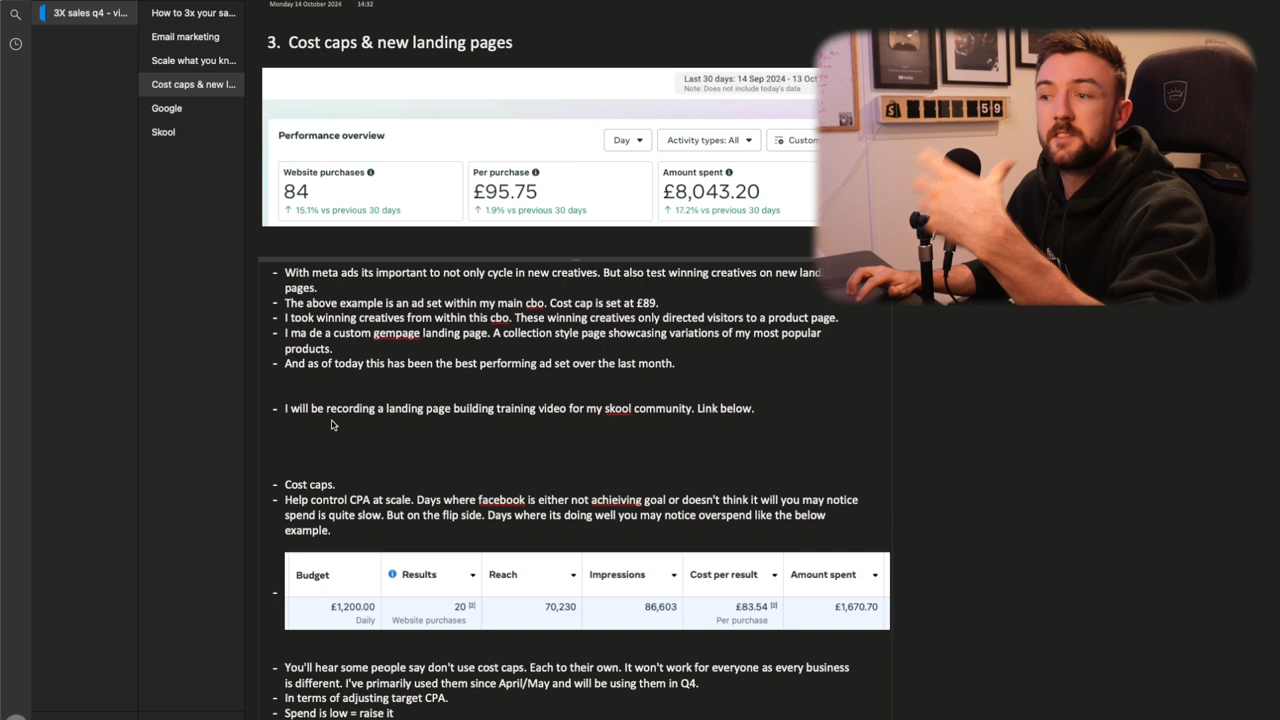 3X sales q4 - vi...
How to 3x your sa...
Email marketing
Scale what you kn...
Cost caps & new l...
Google
Skool
Monday 14 October 2024 14:32
3. Cost caps & new landing pages
Last 30 days: 14 Sep 2024 - 13 Oct
Note: Does not include today's data
Performance overview
Day
Activity types: All
Custom
Website purchases
84
↑ 15.1% vs previous 30 days
Per purchase
£95.75
↑ 1.9% vs previous 30 days
Amount spent
£8,043.20
↑ 17.2% vs previous 30 days
5 9
- With meta ads its important to not only cycle in new creatives. But also test winning creatives on new land
pages.
- The above example is an ad set within my main cbo. Cost cap is set at £89.
- I took winning creatives from within this cbo. These winning creatives only directed visitors to a product page.
- I ma de a custom gempage landing page. A collection style page showcasing variations of my most popular
products.
- And as of today this has been the best performing ad set over the last month.
- I will be recording a landing page building training video for my skool community. Link below.
- Cost caps.
- Help control CPA at scale. Days where facebook is either not achieiving goal or doesn't think it will you may notice
spend is quite slow. But on the flip side. Days where its doing well you may notice overspend like the below
example.
-
Budget Results Reach Impressions Cost per result Amount spent
£1,200.00 20 [2] 70,230 86,603 £83.54 [2] £1,670.70
Daily Website purchases Per purchase
- You'll hear some people say don't use cost caps. Each to their own. It won't work for everyone as every business
is different. I've primarily used them since April/May and will be using them in Q4.
- In terms of adjusting target CPA.
- Spend is low = raise it